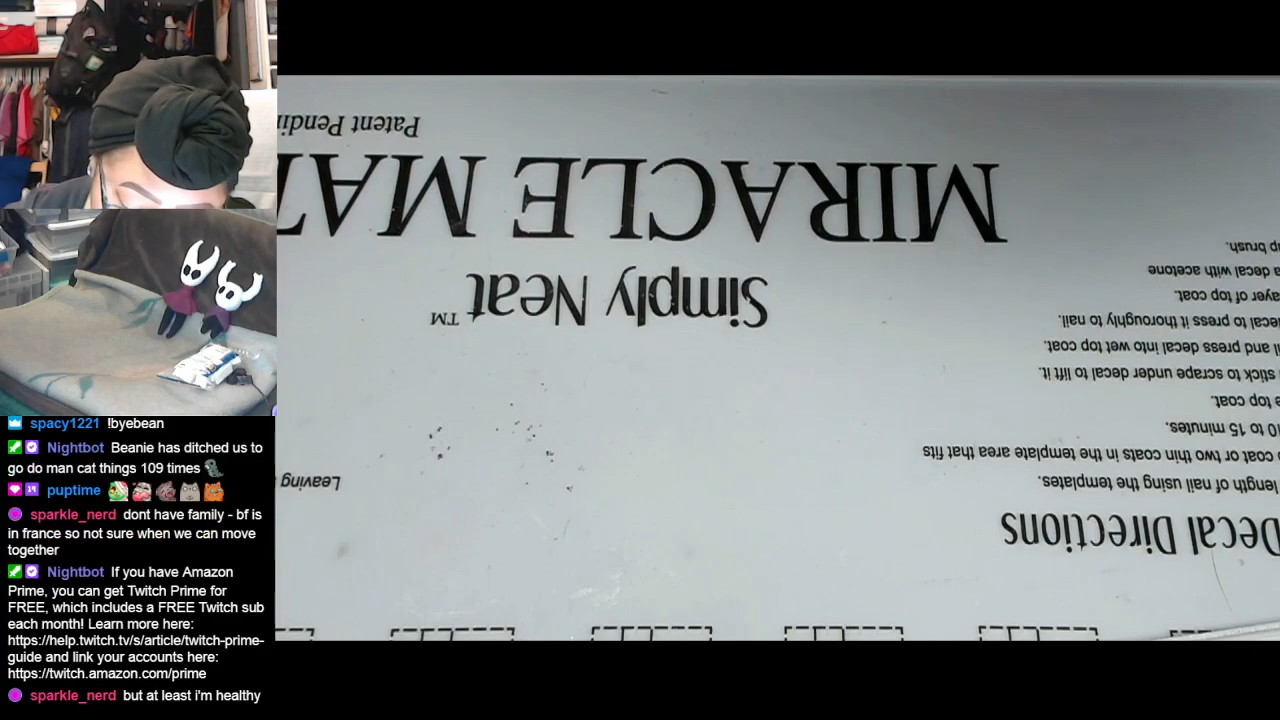 spacy1221 !byebean
Nightbot Beanie has ditched us to
go do man cat things 109 times
puptime
sparkle_nerd dont have family - bf is
in france so not sure when we can move
together
Nightbot If you have Amazon
Prime, you can get Twitch Prime for
FREE, which includes a FREE Twitch sub
each month! Learn more here:
https://help.twitch.tv/s/article/twitch-prime-
guide and link your accounts here:
https://twitch.amazon.com/prime
sparkle_nerd but at least i'm healthy
Decal Directions
length of nail using the templates.
coat or two thin coats in the template area that fits
10 to 15 minutes.
a top coat.
stick to scrape under decal to lift it.
and press decal into wet top coat.
decal to press it thoroughly to nail.
layer of top coat.
a decal with acetone
brush.
Leaving
Simply Neat™
MIRACLE MAT
Patent Pending